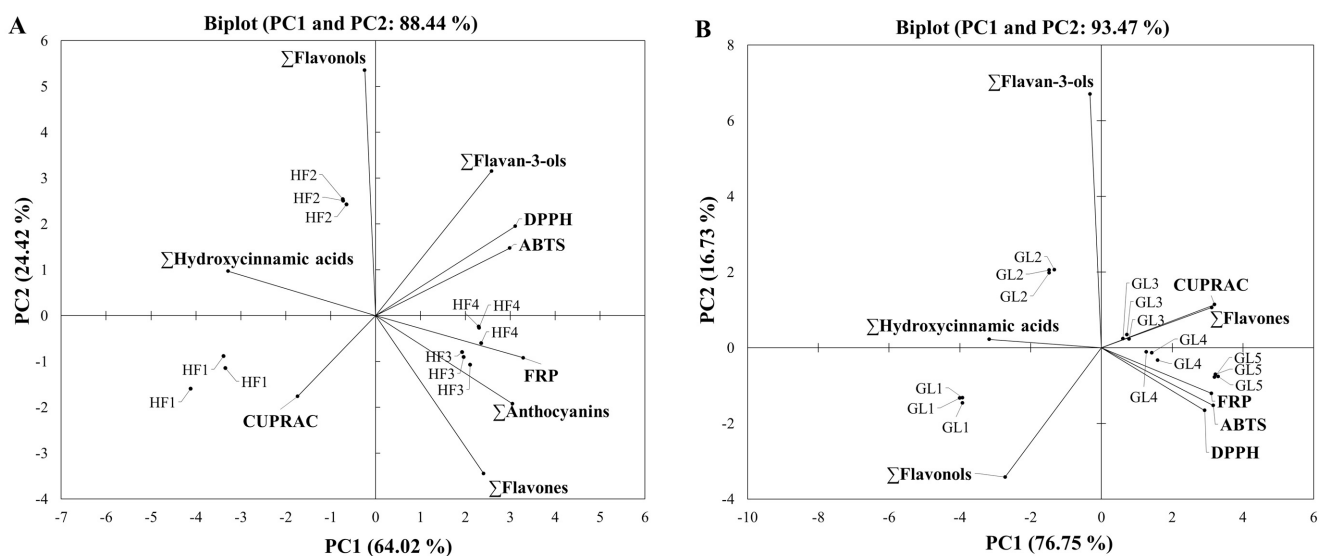 A
Biplot (PC1 and PC2: 88.44 %)
PC2 (24.42 %)
6
5
4
3
2
1
0
-1
-2
-3
-4
∑Flavonols
∑Flavan-3-ols
HF2
HF2
HF2
DPPH
ABTS
∑Hydroxycinnamic acids
HF4
HF4
HF4
HF3
HF3
HF3
FRP
HF1
HF1
HF1
∑Anthocyanins
CUPRAC
∑Flavones
-7 -6 -5 -4 -3 -2 -1 0 1 2 3 4 5 6
PC1 (64.02 %)
B
Biplot (PC1 and PC2: 93.47 %)
PC2 (16.73 %)
8
6
4
2
0
-2
-4
∑Flavan-3-ols
GL2
GL2
GL2
GL3
GL3
GL3
CUPRAC
∑Flavones
∑Hydroxycinnamic acids
GL4
GL4
GL4
GL5
GL5
GL5
GL1
GL1
GL1
FRP
ABTS
DPPH
∑Flavonols
-10 -8 -6 -4 -2 0 2 4 6
PC1 (76.75 %)